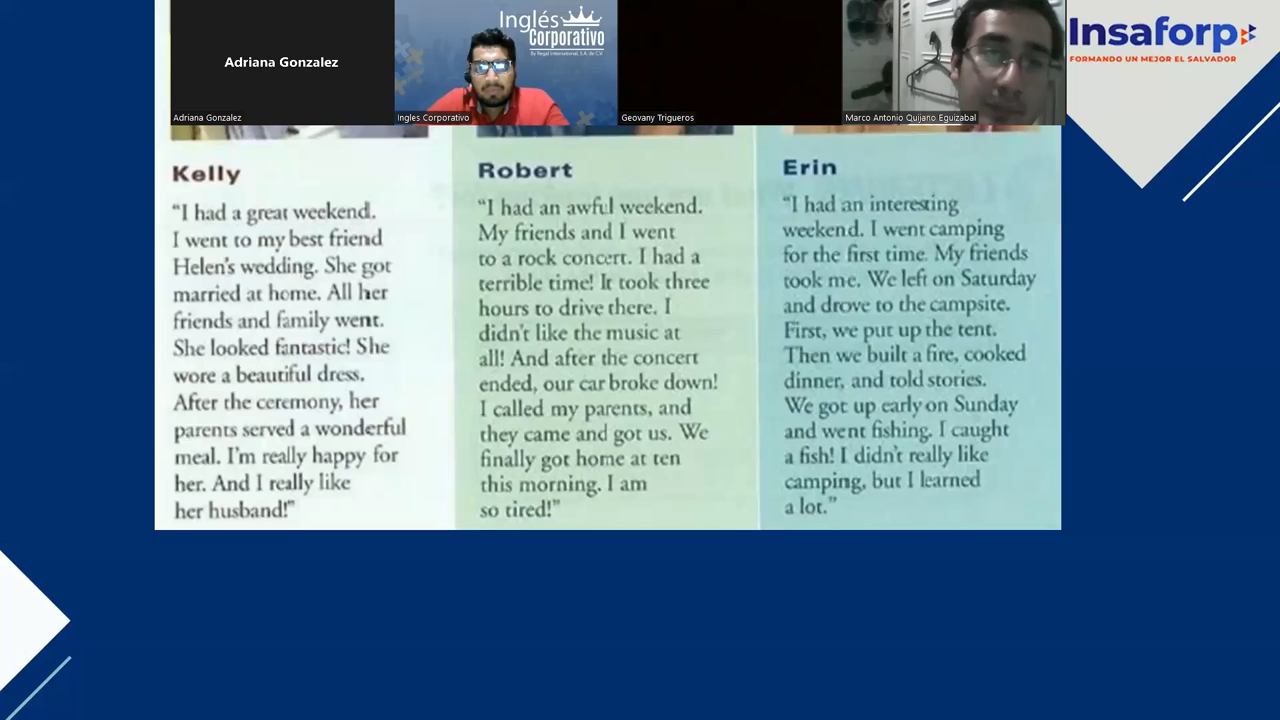 Adriana Gonzalez
Adriana Gonzalez
Inglés
Corporativo
Ingles Corporativo
Geovany Trigueros
Marco Antonio Quijano Eguizabal
Insaforp
FORMANDO UN MEJOR EL SALVADOR
Kelly
“I had a great weekend.
I went to my best friend
Helen's wedding. She got
married at home. All her
friends and family went.
She looked fantastic! She
wore a beautiful dress.
After the ceremony, her
parents served a wonderful
meal. I'm really happy for
her. And I really like
her husband!”
Robert
“I had an awful weekend.
My friends and I went
to a rock concert. I had a
terrible time! It took three
hours to drive there. I
didn't like the music at
all! And after the concert
ended, our car broke down!
I called my parents, and
they came and got us. We
finally got home at ten
this morning. I am
so tired!”
Erin
“I had an interesting
weekend. I went camping
for the first time. My friends
took me. We left on Saturday
and drove to the campsite.
First, we put up the tent.
Then we built a fire, cooked
dinner, and told stories.
We got up early on Sunday
and went fishing. I caught
a fish! I didn't really like
camping, but I learned
a lot.”